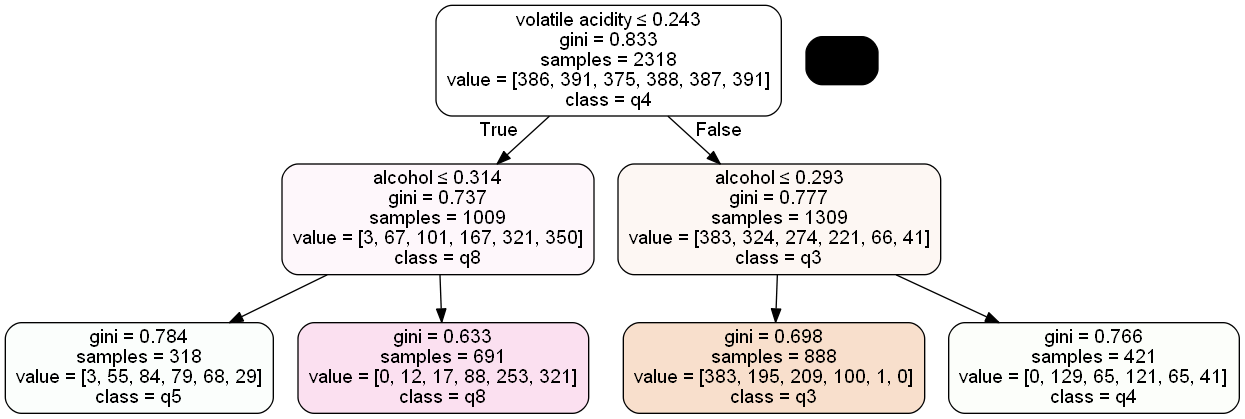 volatile acidity ≤ 0.243
gini = 0.833
samples = 2318
value = [386, 391, 375, 388, 387, 391]
class = q4
True
False
alcohol ≤ 0.314
gini = 0.737
samples = 1009
value = [3, 67, 101, 167, 321, 350]
class = q8
alcohol ≤ 0.293
gini = 0.777
samples = 1309
value = [383, 324, 274, 221, 66, 41]
class = q3
gini = 0.784
samples = 318
value = [3, 55, 84, 79, 68, 29]
class = q5
gini = 0.633
samples = 691
value = [0, 12, 17, 88, 253, 321]
class = q8
gini = 0.698
samples = 888
value = [383, 195, 209, 100, 1, 0]
class = q3
gini = 0.766
samples = 421
value = [0, 129, 65, 121, 65, 41]
class = q4